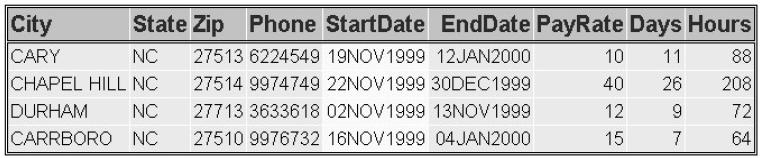 City State Zip Phone StartDate EndDate PayRate Days Hours
CARY NC 27513 6224549 19NOV1999 12JAN2000 10 11 88
CHAPEL HILL NC 27514 9974749 22NOV1999 30DEC1999 40 26 208
DURHAM NC 27713 3633618 02NOV1999 13NOV1999 12 9 72
CARRBORO NC 27510 9976732 16NOV1999 04JAN2000 15 7 64